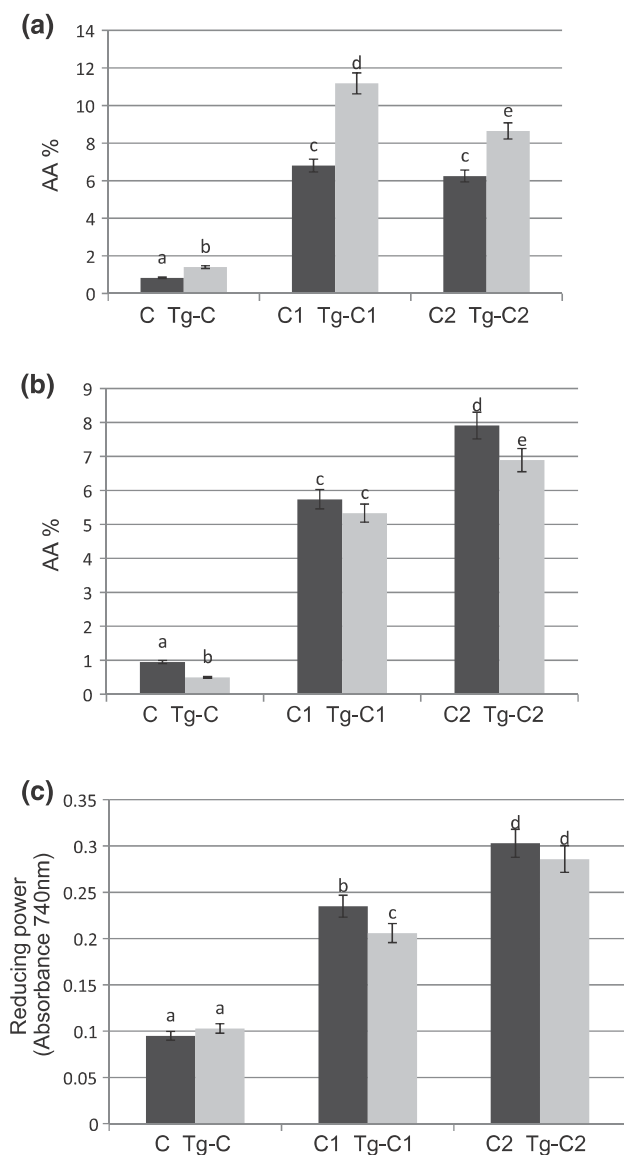 (a)
14
12
10
8
6
4
2
0
AA %
a
b
c
d
c
e
C Tg-C
C1 Tg-C1
C2 Tg-C2
(b)
9
8
7
6
5
4
3
2
1
0
AA %
a
b
c
c
d
e
C Tg-C
C1 Tg-C1
C2 Tg-C2
(c)
0.35
0.3
0.25
0.2
0.15
0.1
0.05
0
Reducing power
(Absorbance 740nm)
a
a
b
c
d
d
C Tg-C
C1 Tg-C1
C2 Tg-C2